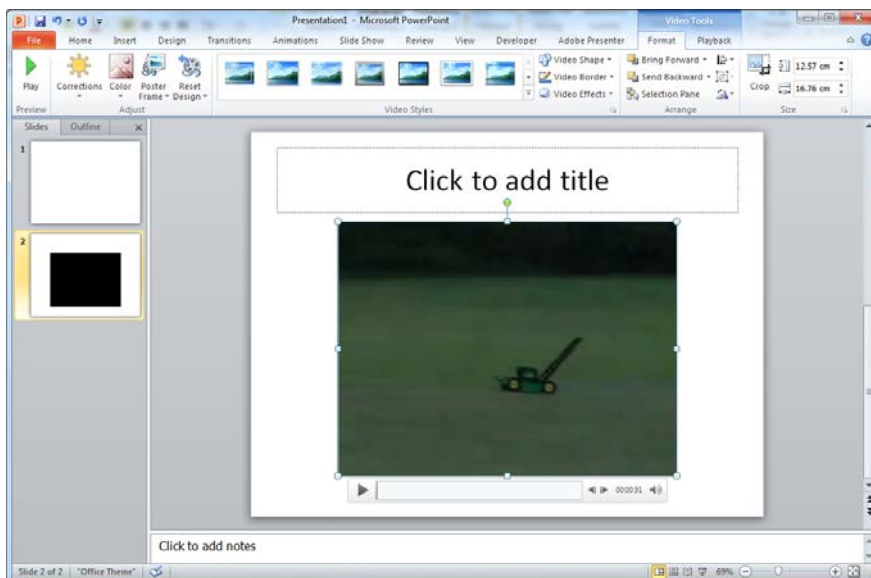 Presentation1 - Microsoft PowerPoint
Video Tools
File Home Insert Design Transitions Animations Slide Show Review View Developer Adobe Presenter Format Playback
Play
Corrections
Color
Poster Frame
Reset Design
Video Shape
Video Border
Video Effects
Bring Forward
Send Backward
Selection Pane
Crop
12.57 cm
16.76 cm
Preview Adjust Video Styles Arrange Size
Slides Outline
1
2
Click to add title
00:00.91
Click to add notes
Slide 2 of 2 "Office Theme" 69%